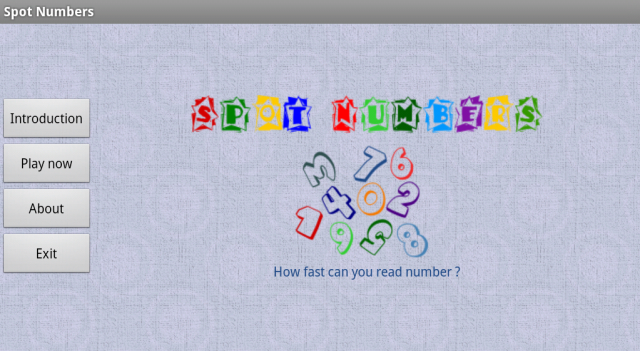 Spot Numbers
SPOT NUMBERS
Introduction
Play now
About
Exit
3 7 6
4 0 2
1 9 5 8
How fast can you read number ?